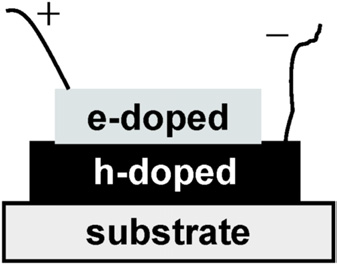 + −
e-doped
h-doped
substrate